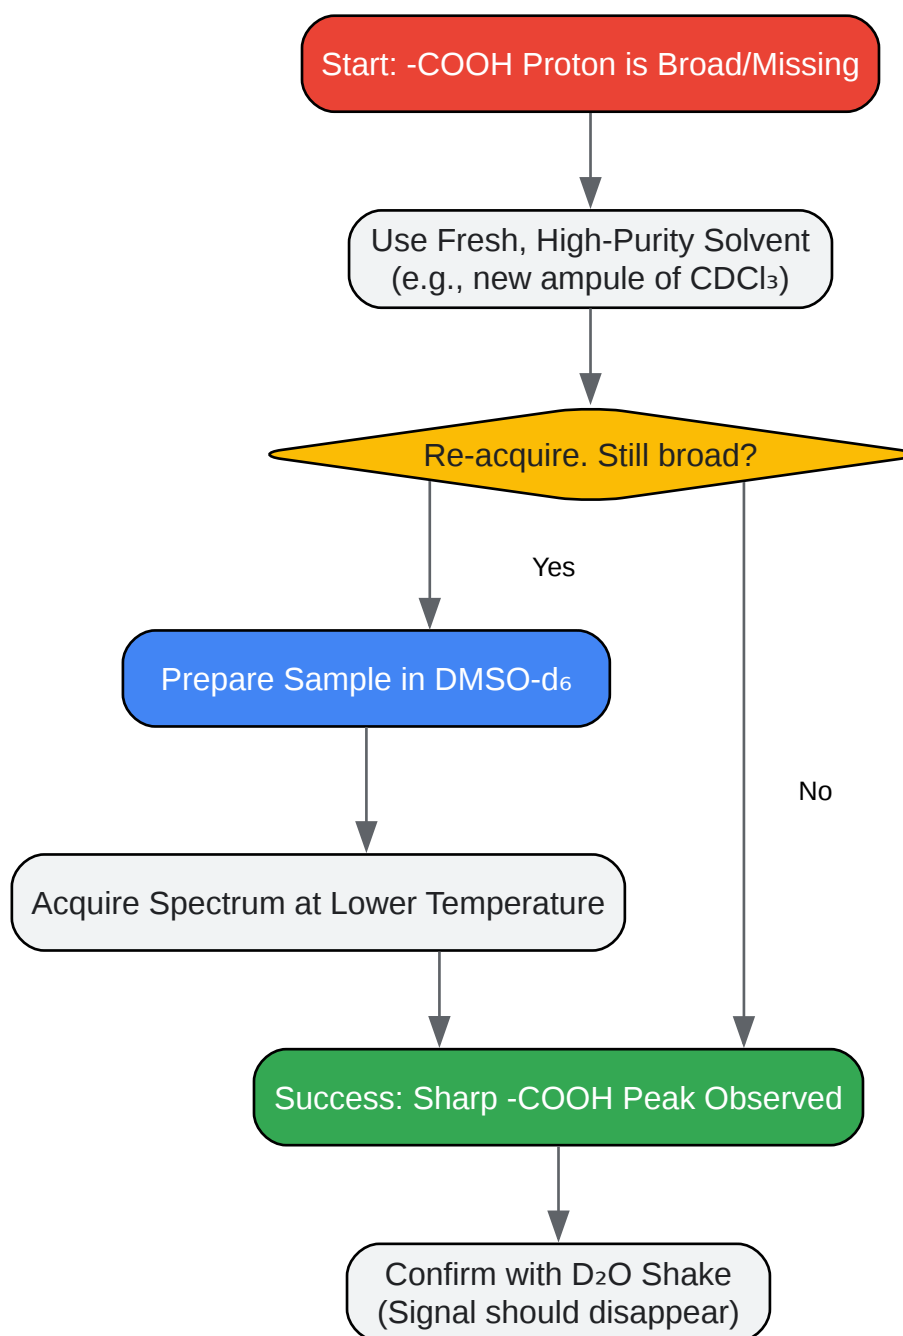 Start: -COOH Proton is Broad/Missing
Use Fresh, High-Purity Solvent
(e.g., new ampule of CDCl₃)
Re-acquire. Still broad?
Yes
Prepare Sample in DMSO-d₆
No
Acquire Spectrum at Lower Temperature
Success: Sharp -COOH Peak Observed
Confirm with D₂O Shake
(Signal should disappear)